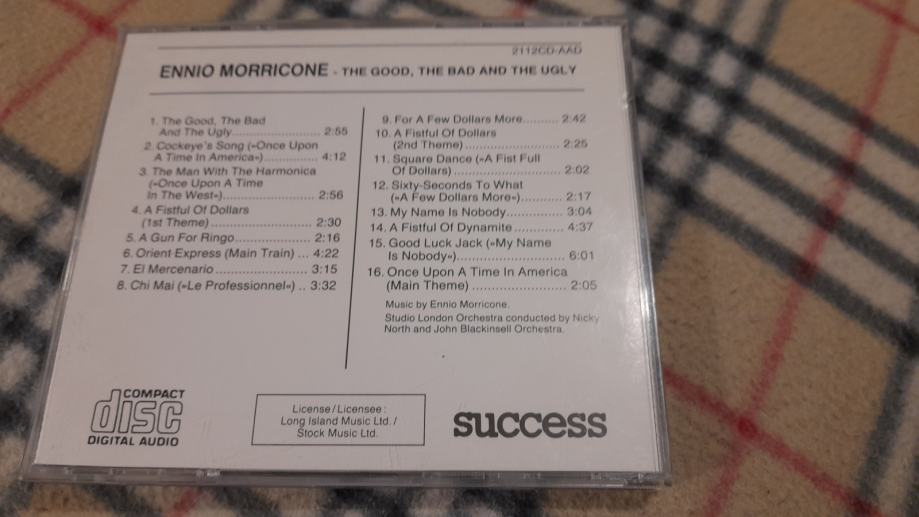 2112CD-AAD
ENNIO MORRICONE - THE GOOD, THE BAD AND THE UGLY
1. The Good, The Bad
And The Ugly........................ 2:55
2. Cockeye's Song (»Once Upon
A Time In America«).............. 4:12
3. The Man With The Harmonica
(»Once Upon A Time
In The West«)......................... 2:56
4. A Fistful Of Dollars
(1st Theme)............................ 2:30
5. A Gun For Ringo.................... 2:16
6. Orient-Express (Main Train) ... 4:22
7. El Mercenario ........................ 3:15
8. Chi Mai (»Le Professionnel«) .. 3:32
9. For A Few Dollars More......... 2:42
10. A Fistful Of Dollars
(2nd Theme) ......................... 2:25
11. Square Dance (»A Fist Full
Of Dollars) ............................ 2:02
12. Sixty-Seconds To What
(»A Few Dollars More«)........... 2:17
13. My Name Is Nobody.............. 3:04
14. A Fistful Of Dynamite............. 4:37
15. Good Luck Jack (»My Name
Is Nobody«)............................ 6:01
16. Once Upon A Time In America
(Main Theme) ........................ 2:05
Music by Ennio Morricone.
Studio London Orchestra conducted by Nicky
North and John Blackinsell Orchestra.
COMPACT
disc
DIGITAL AUDIO
License/Licensee:
Long Island Music Ltd./
Stock Music Ltd.
success